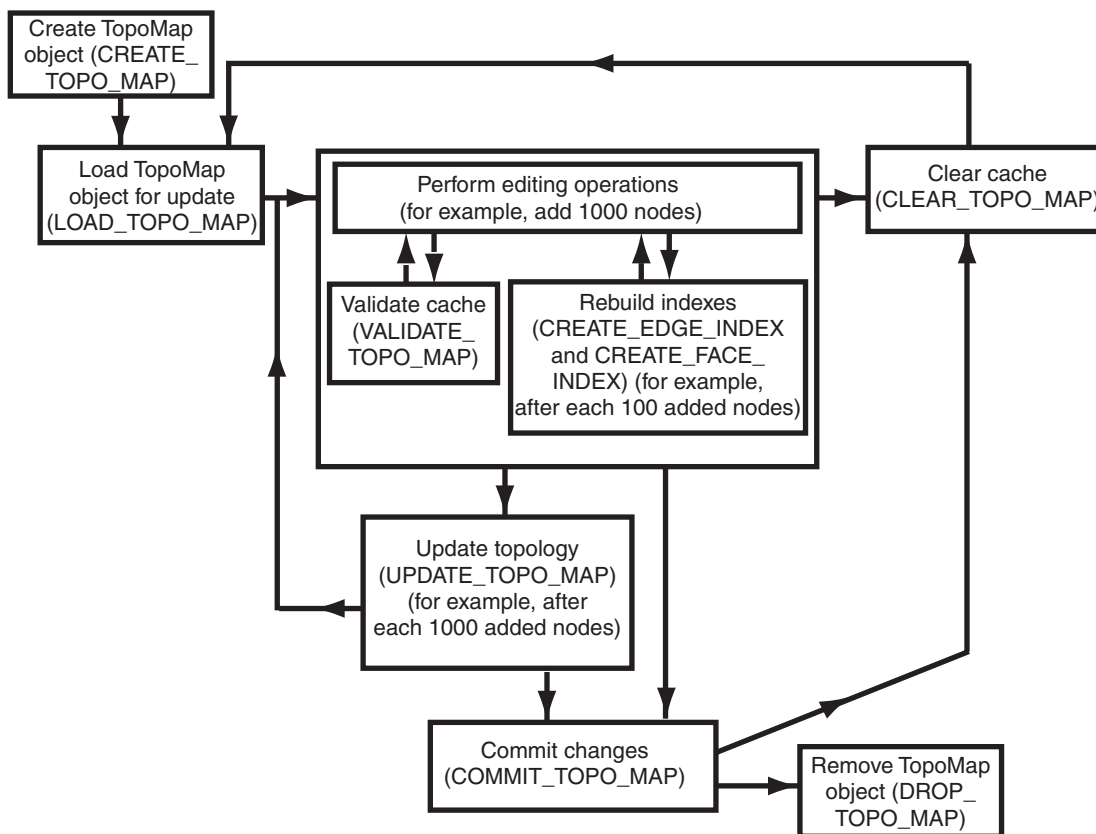 Create TopoMap
object (CREATE_
TOPO_MAP)
Load TopoMap
object for update
(LOAD_TOPO_MAP)
Perform editing operations
(for example, add 1000 nodes)
Clear cache
(CLEAR_TOPO_MAP)
Validate cache
(VALIDATE_
TOPO_MAP)
Rebuild indexes
(CREATE_EDGE_INDEX
and CREATE_FACE_
INDEX) (for example,
after each 100 added nodes)
Update topology
(UPDATE_TOPO_MAP)
(for example, after
each 1000 added nodes)
Commit changes
(COMMIT_TOPO_MAP)
Remove TopoMap
object (DROP_
TOPO_MAP)